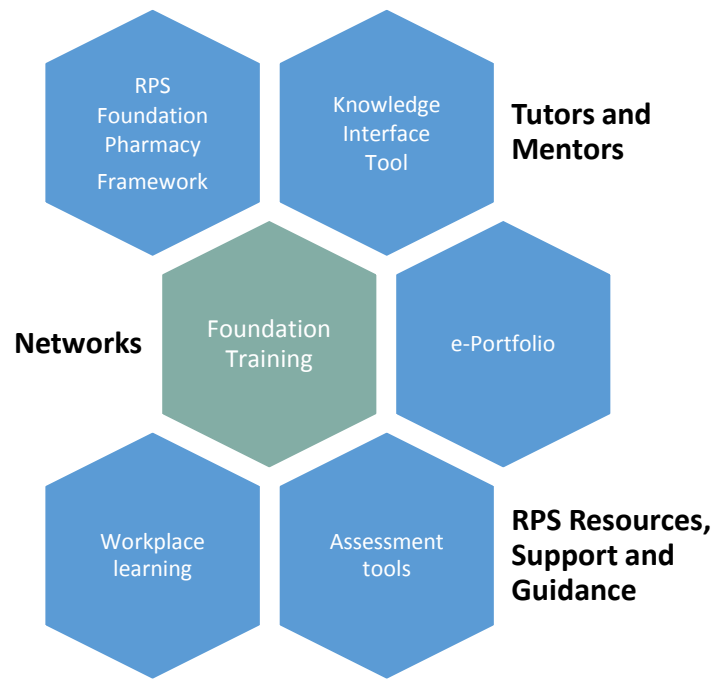 RPS
Foundation
Pharmacy
Framework
Knowledge
Interface
Tool
Tutors and
Mentors
Networks
Foundation
Training
e-Portfolio
Workplace
learning
Assessment
tools
RPS Resources,
Support and
Guidance